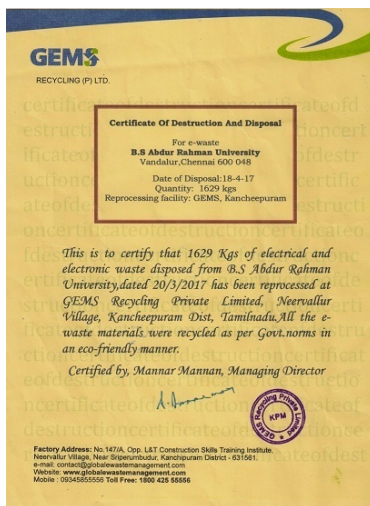 GEMS
RECYCLING (P) LTD.
Certificate Of Destruction And Disposal
For e-waste
B.S Abdur Rahman University
Vandalur,Chennai 600 048
Date of Disposal:18-4-17
Quantity: 1629 kgs
Reprocessing facility: GEMS, Kancheepuram
This is to certify that 1629 Kgs of electrical and
electronic waste disposed from B.S Abdur Rahman
University,dated 20/3/2017 has been reprocessed at
GEMS Recycling Private Limited, Neervallur
Village, Kancheepuram Dist, Tamilnadu.All the e-
waste materials were recycled as per Govt.norms in
an eco-friendly manner.
Certified by, Mannar Mannan, Managing Director
GEMS Recycling Private Limited
KPM
Factory Address: No.147/A, Opp. L&T Construction Skills Training Institute,
Neervallur Village, Near Sriperumbudur, Kanchipuram District - 631561,
e-mail: contact@globalewastemanagement.com
Website: www.globalewastemanagement.com
Mobile : 09345855556 Toll Free: 1800 425 55556